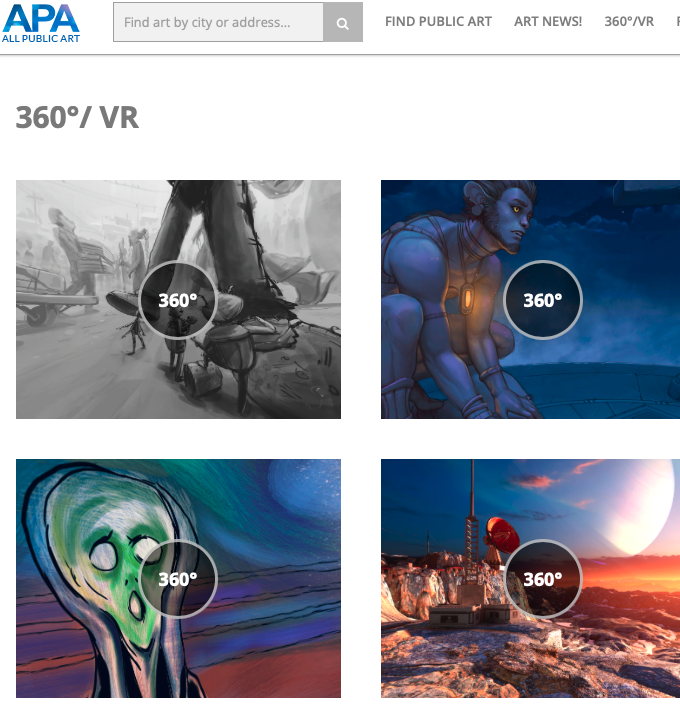 APA
ALL PUBLIC ART
Find art by city or address...
FIND PUBLIC ART
ART NEWS!
360°/VR
360°/ VR
360°
360°
360°
360°